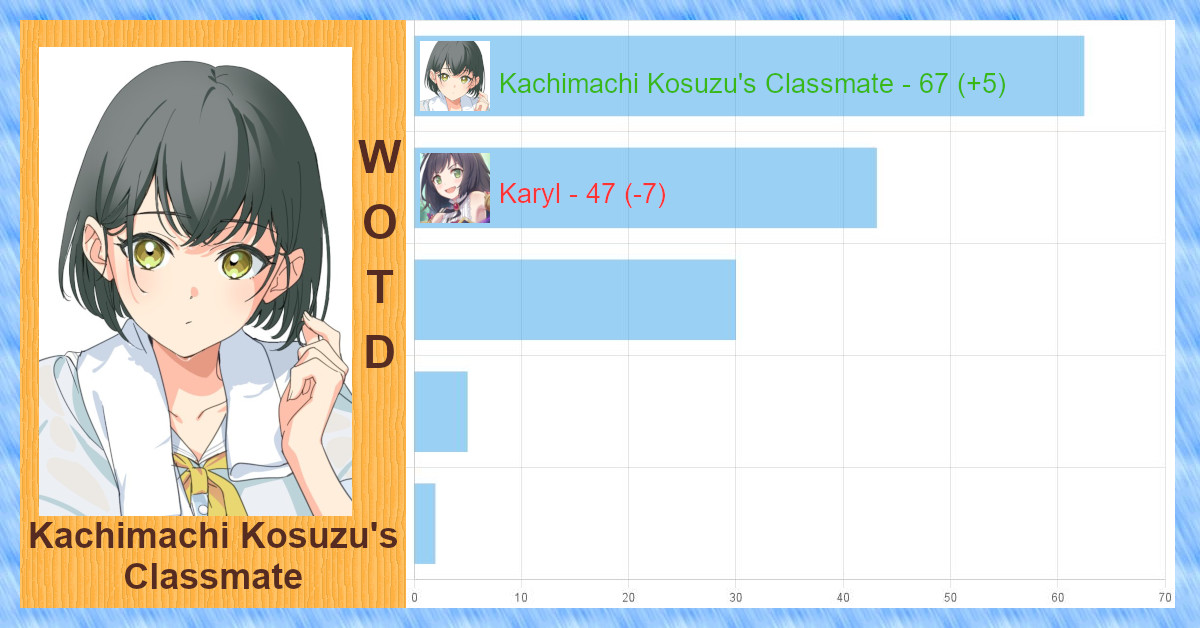 W
O
T
D
Kachimachi Kosuzu's
Classmate
Kachimachi Kosuzu's Classmate - 67 (+5)
Karyl - 47 (-7)
0 10 20 30 40 50 60 70